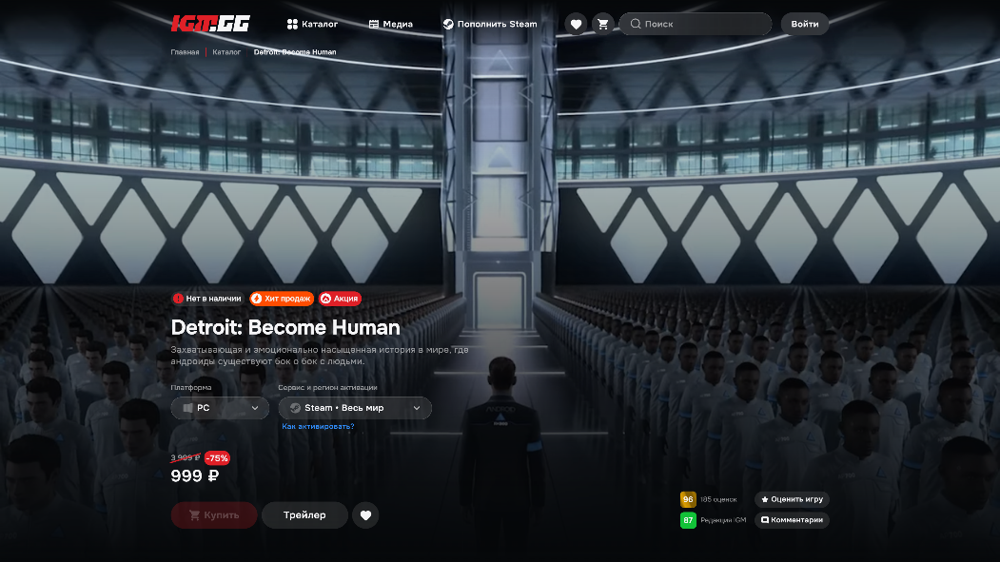 IGM.GG
Каталог
Медиа
Пополнить Steam
Поиск
Войти
Главная
Каталог
Detroit: Become Human
Нет в наличии
Хит продаж
Акция
Detroit: Become Human
Захватывающая и эмоционально насыщенная история в мире, где
андроиды существуют бок о бок с людьми.
Платформа
Сервис и регион активации
PC
Steam • Весь мир
Как активировать?
3 909 ₽
-75%
999 ₽
Купить
Трейлер
96
185 оценок
Оценить игру
87
Редакция IGM
Комментарии
ANDROID